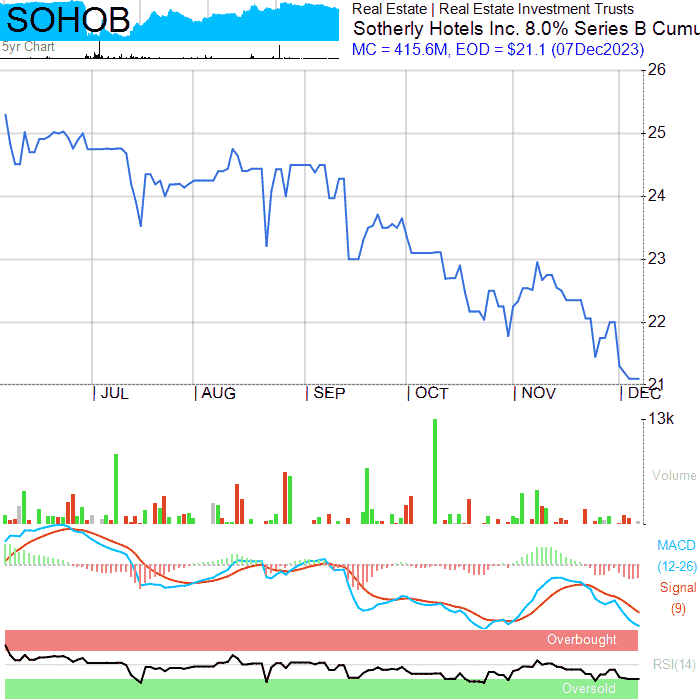 SOHOB
5yr Chart
Real Estate | Real Estate Investment Trusts
Sotherly Hotels Inc. 8.0% Series B Cumu
MC = 415.6M, EOD = $21.1 (07Dec2023)
26
25
24
23
22
21
JUL AUG SEP OCT NOV DEC
13k
Volume
MACD
(12-26)
Signal
(9)
Overbought
RSI(14)
Oversold